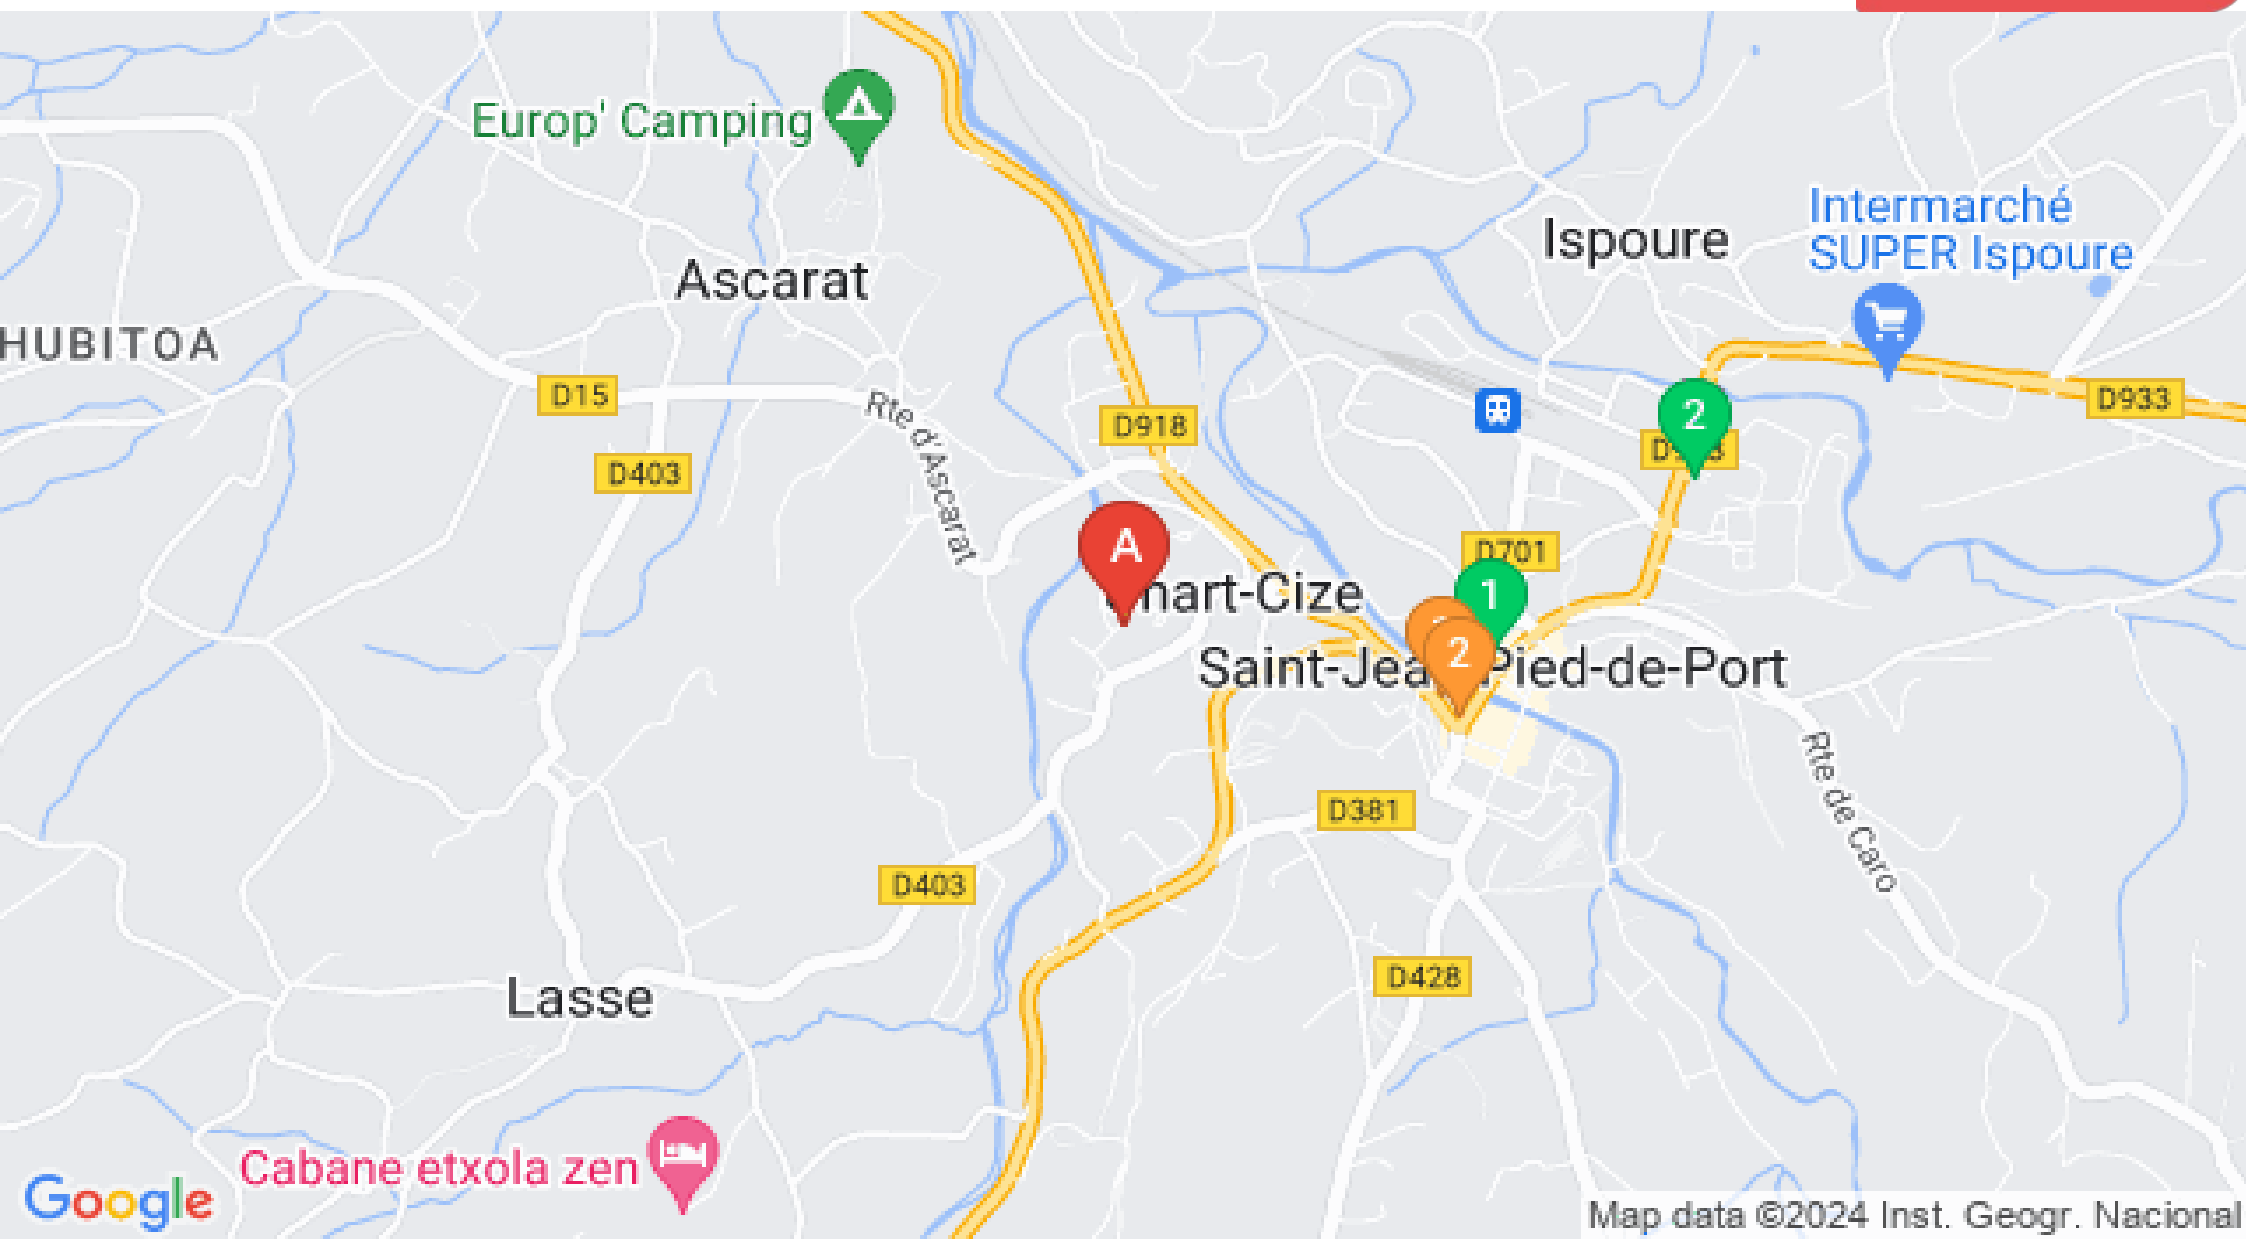 Europ' Camping
Intermarché
SUPER Ispoure
Ispoure
Ascarat
HUBITOA
D15
Rte d'Ascarat
D918
D933
2
D403
A
D701
1
hart-Cize
2
Saint-Jea Pied-de-Port
Rte de Caro
D381
D403
D428
Lasse
Cabane etxola zen
Google
Map data ©2024 Inst. Geogr. Nacional